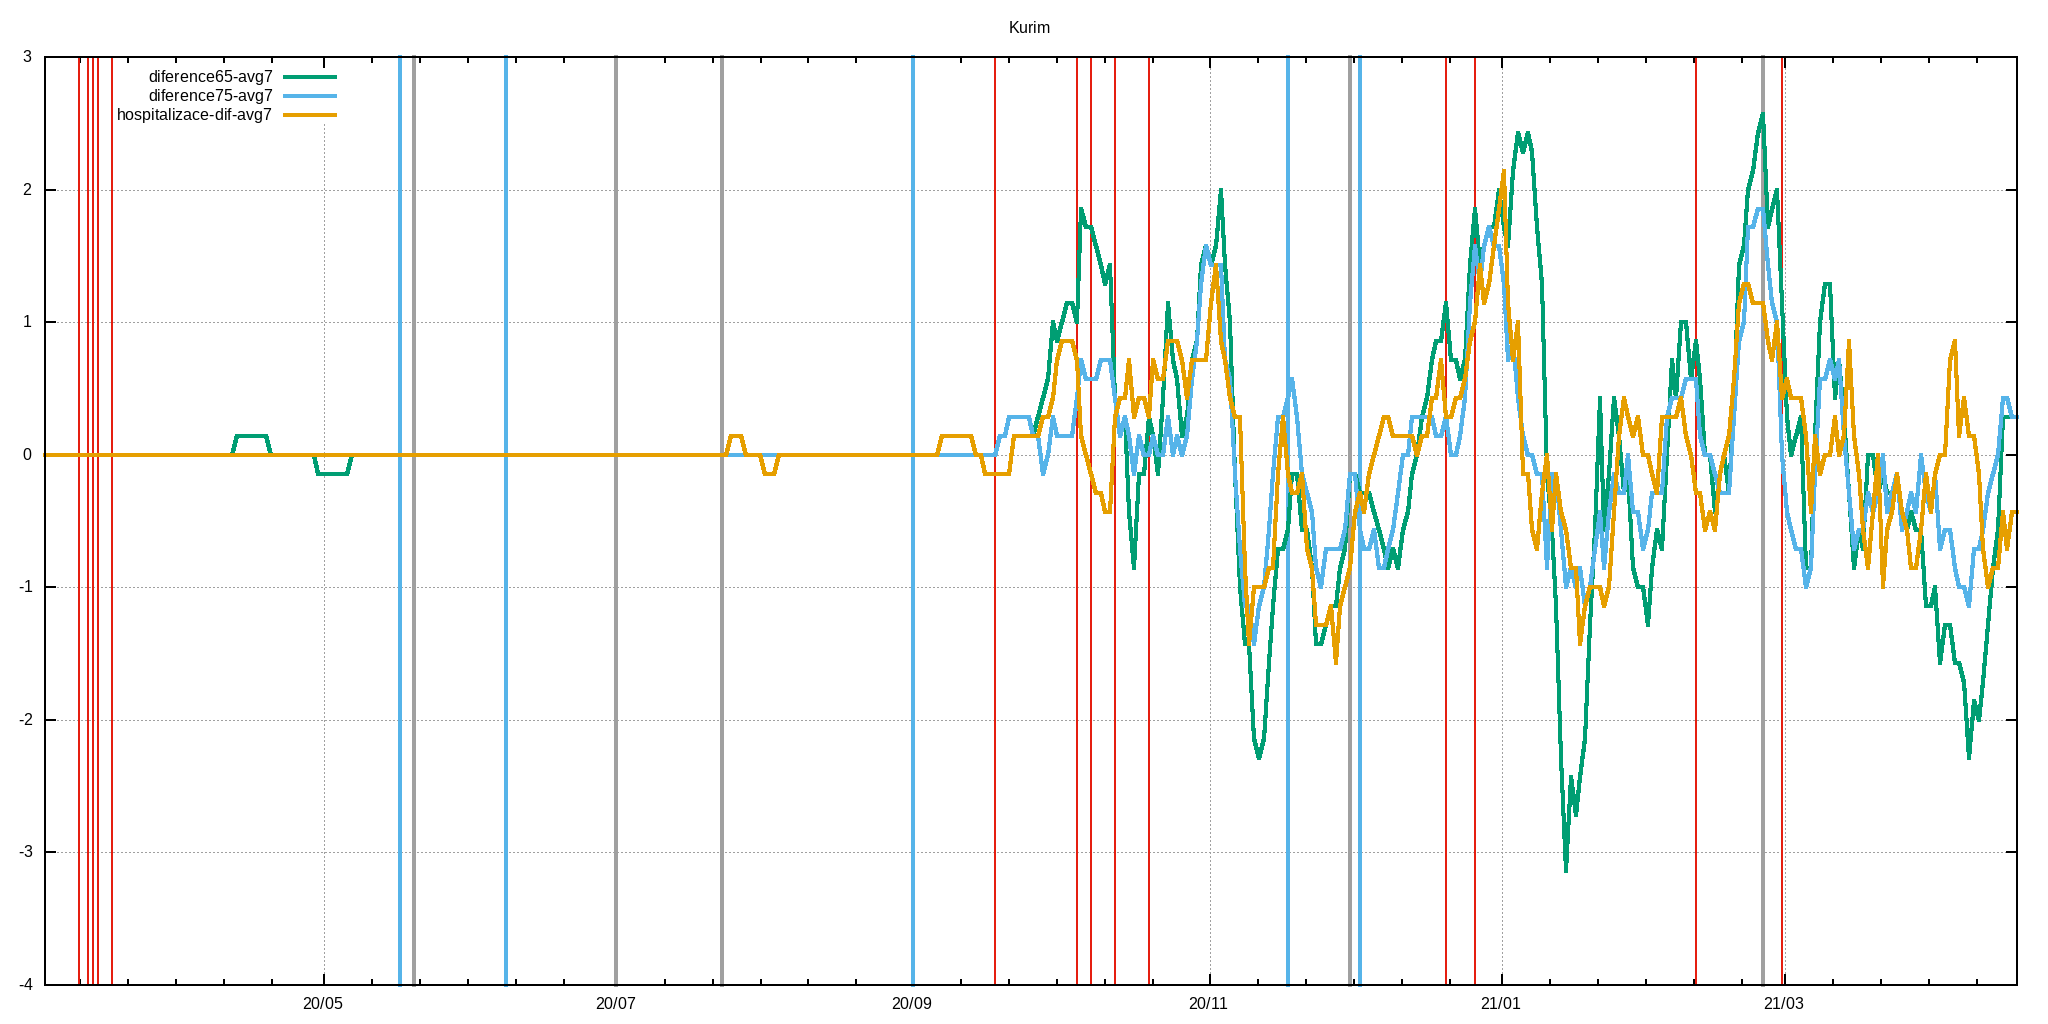 Kurim
3
diference65-avg7
diference75-avg7
hospitalizace-dif-avg7
2
1
0
-1
-2
-3
-4
20/05 20/07 20/09 20/11 21/01 21/03